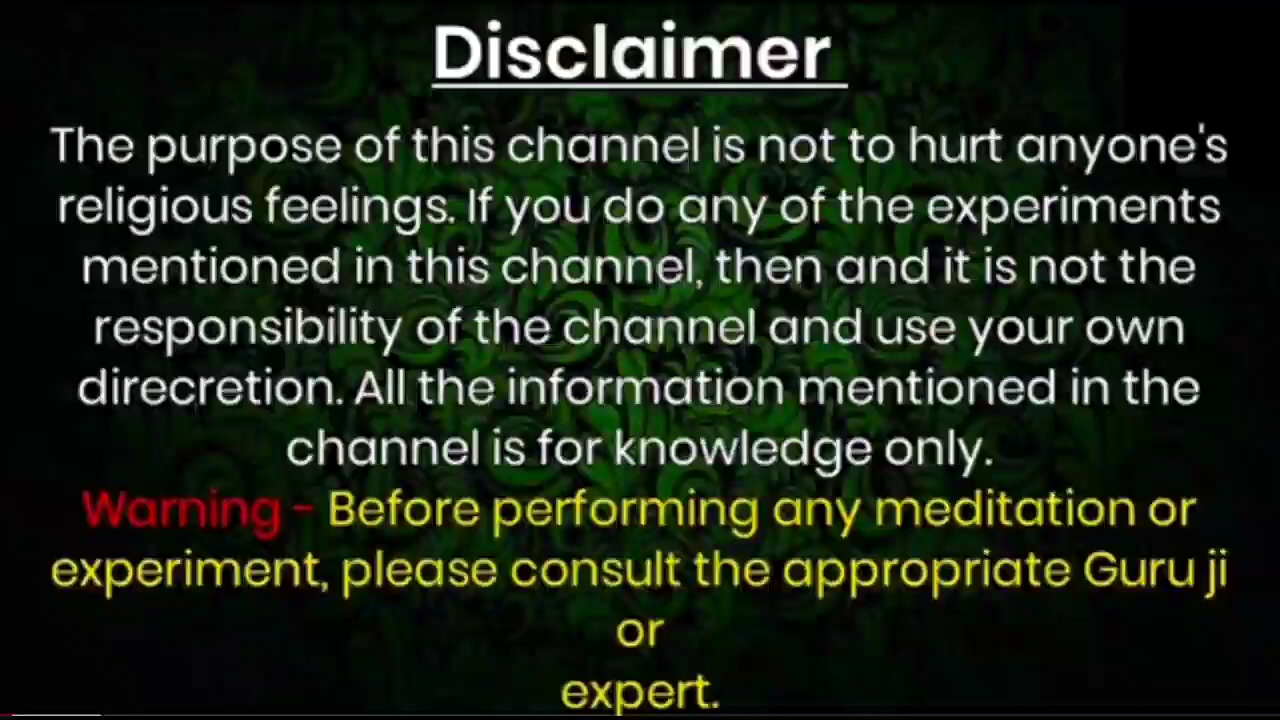 Disclaimer
The purpose of this channel is not to hurt anyone's
religious feelings. If you do any of the experiments
mentioned in this channel, then and it is not the
responsibility of the channel and use your own
direcretion. All the information mentioned in the
channel is for knowledge only.
Warning - Before performing any meditation or
experiment, please consult the appropriate Guru ji
or
expert.